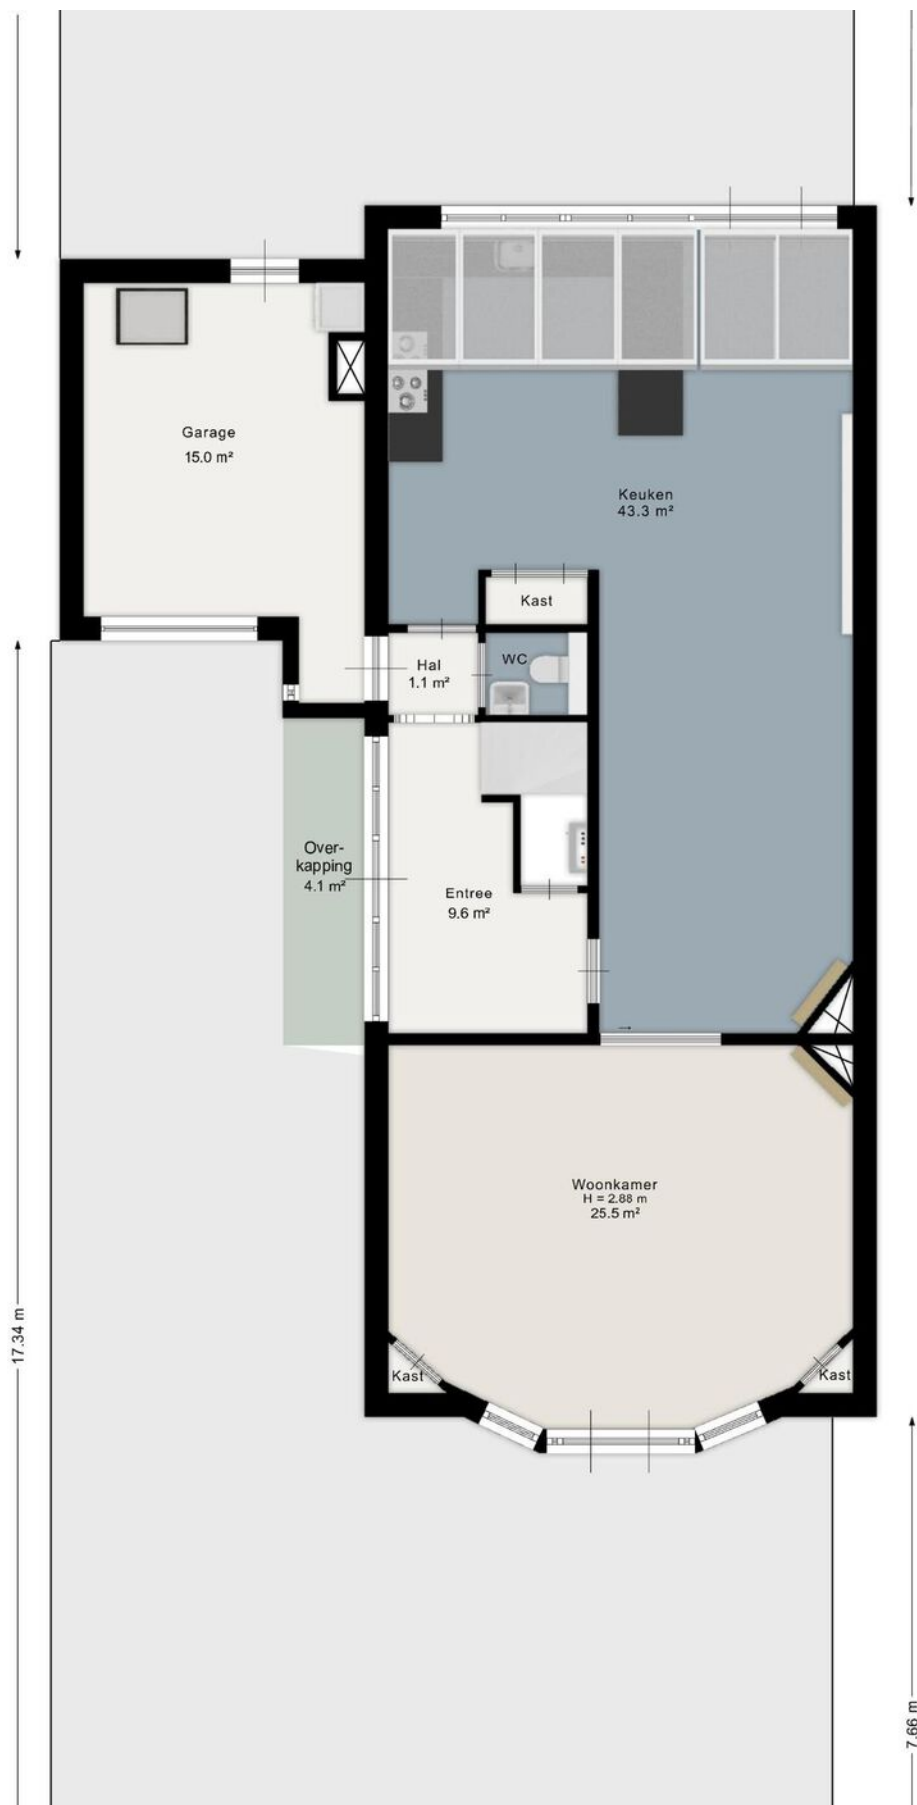 Garage
15.0 m²
Keuken
43.3 m²
Kast
WC
Hal
1.1 m²
Over-
kapping
4.1 m²
Entree
9.6 m²
Woonkamer
H = 2.88 m
25.5 m²
Kast
Kast
17.34 m
7.66 m